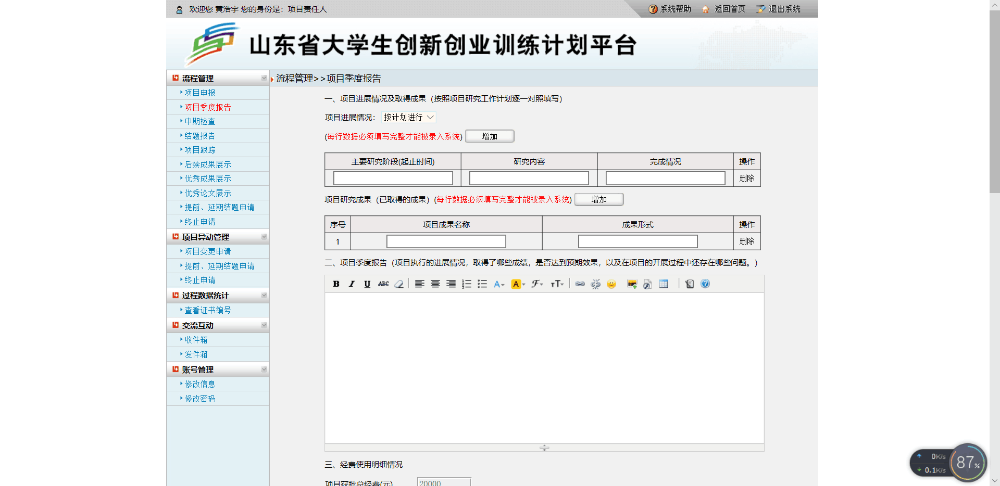 欢迎您 黄浩宇 您的身份是：项目责任人
系统帮助 返回首页 退出系统
山东省大学生创新创业训练计划平台
流程管理
项目申报
项目季度报告
中期检查
结题报告
项目跟踪
后续成果展示
优秀成果展示
优秀论文展示
提前、延期结题申请
终止申请
项目异动管理
项目变更申请
提前、延期结题申请
终止申请
过程数据统计
查看证书编号
交流互动
收件箱
发件箱
账号管理
修改信息
修改密码
流程管理>>项目季度报告
一、项目进展情况及取得成果（按照项目研究工作计划逐一对照填写）
项目进展情况： 按计划进行
(每行数据必须填写完整才能被录入系统) 增加
主要研究阶段(起止时间) 研究内容 完成情况 操作
删除
项目研究成果（已取得的成果）(每行数据必须填写完整才能被录入系统) 增加
序号 项目成果名称 成果形式 操作
1 删除
二、项目季度报告（项目执行的进展情况，取得了哪些成绩，是否达到预期效果，以及在项目的开展过程中还存在哪些问题。）
B I U ABC A A F TT
三、经费使用明细情况
项目获批总经费(元) 20000
0K/s
0.1K/s
87%